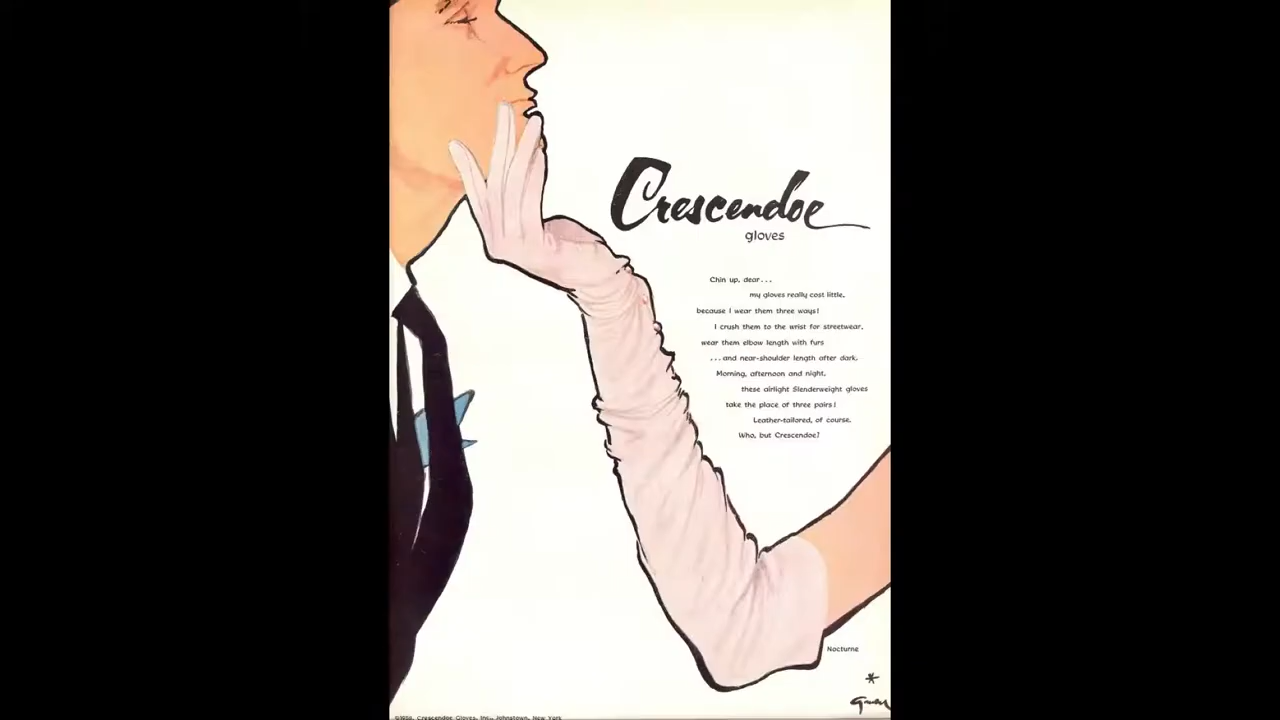 Crescendoe
gloves
Chin up, dear...
my gloves really cost little,
because I wear them three ways!
I crush them to the wrist for streetwear,
wear them elbow length with furs
...and near-shoulder length after dark.
Morning, afternoon and night,
these airlight Slenderweight gloves
take the place of three pairs!
Leather-tailored, of course.
Who, but Crescendoe?
Nocturne
Crescendoe Gloves, Inc., Johnstown, New York